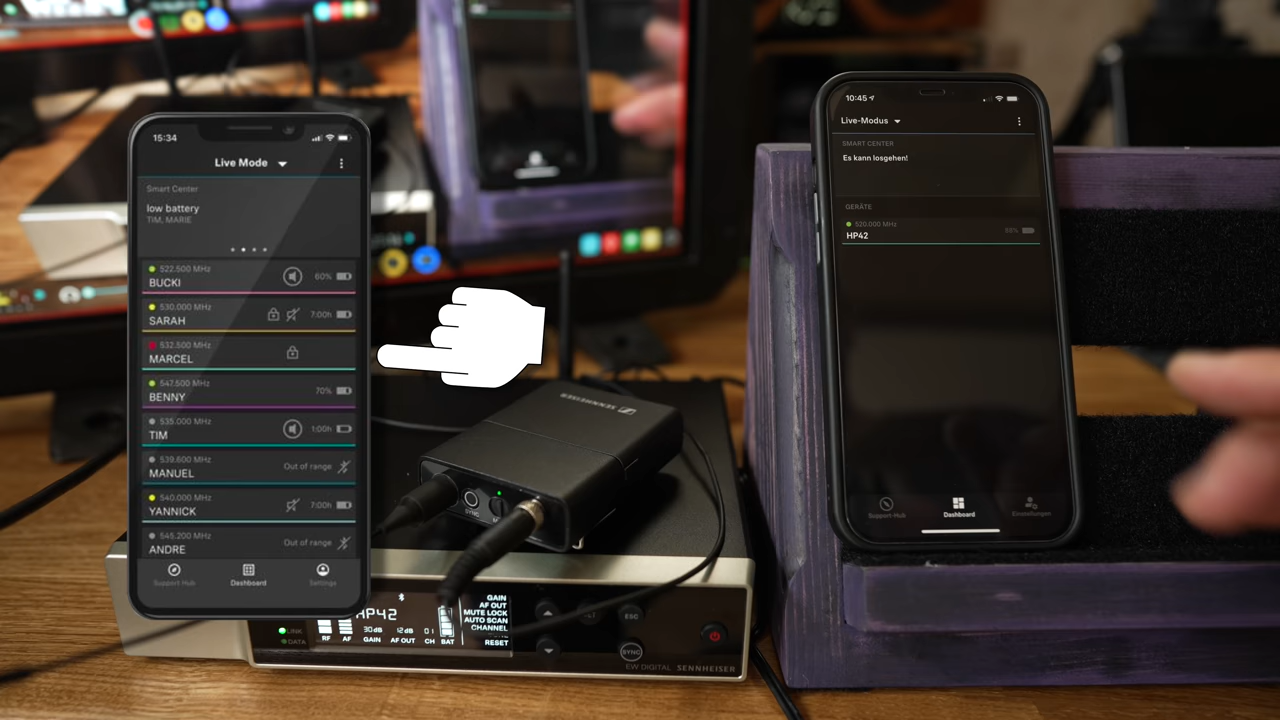 15:34
Live Mode
Smart Center
low battery
TIM, MARIE
522.500 MHz
BUCKI
60%
530.000 MHz
SARAH
7:00h
532.500 MHz
MARCEL
547.500 MHz
BENNY
70%
535.000 MHz
TIM
1:00h
539.600 MHz
MANUEL
Out of range
540.000 MHz
YANNICK
7:00h
545.200 MHz
ANDRE
Out of range
Support Hub
Dashboard
Settings
10:45
Live-Modus
SMART CENTER
Es kann losgehen!
GERÄTE
520.000 MHz
HP42
Support-Hub
Dashboard
Einstellungen
SENNHEISER
SYNC
HP42
LINK
DATA
RF
AF
30dB
GAIN
12dB
AF OUT
01
CH
BAT
GAIN
AF OUT
MUTE LOCK
AUTO SCAN
CHANNEL
RESET
ESC
SYNC
EW DIGITAL SENNHEISER